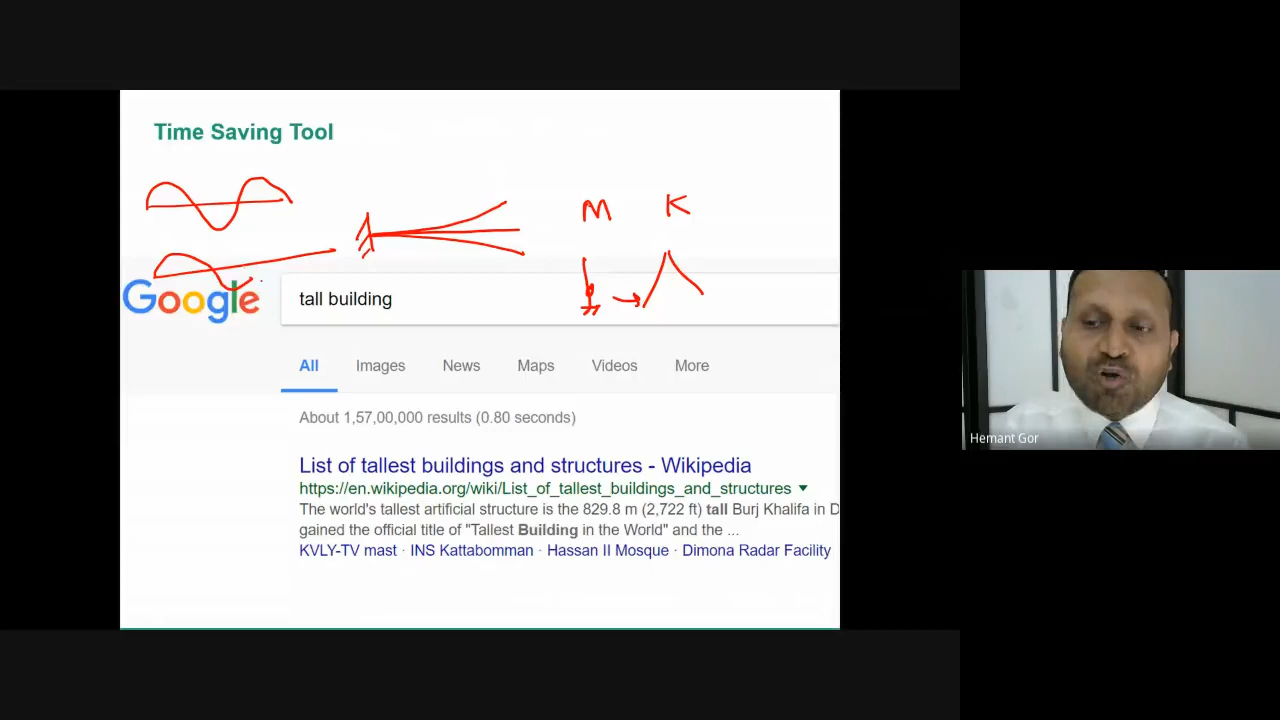 Time Saving Tool
M K
Google
tall building
All Images News Maps Videos More
About 1,57,00,000 results (0.80 seconds)
List of tallest buildings and structures - Wikipedia
https://en.wikipedia.org/wiki/List_of_tallest_buildings_and_structures
The world's tallest artificial structure is the 829.8 m (2,722 ft) tall Burj Khalifa in D
gained the official title of "Tallest Building in the World" and the ...
KVLY-TV mast · INS Kattabomman · Hassan II Mosque · Dimona Radar Facility
Hemant Gor